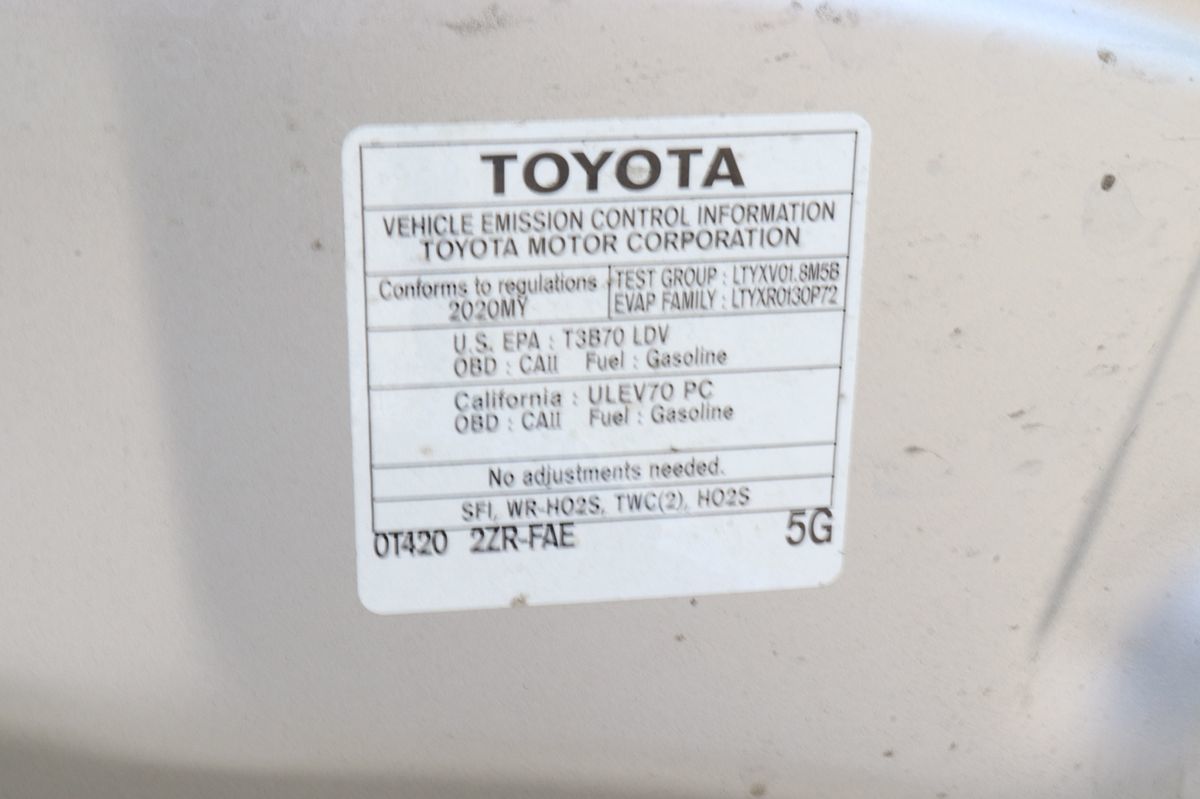 TOYOTA
VEHICLE EMISSION CONTROL INFORMATION
TOYOTA MOTOR CORPORATION
Conforms to regulations
2020MY
TEST GROUP : LTYXV01.8M5B
EVAP FAMILY : LTYXR0130P72
U.S. EPA : T3B70 LDV
OBD : CAII Fuel : Gasoline
California : ULEV70 PC
OBD : CAII Fuel : Gasoline
No adjustments needed.
SFI, WR-HO2S, TWC(2), HO2S
0T420 2ZR-FAE 5G